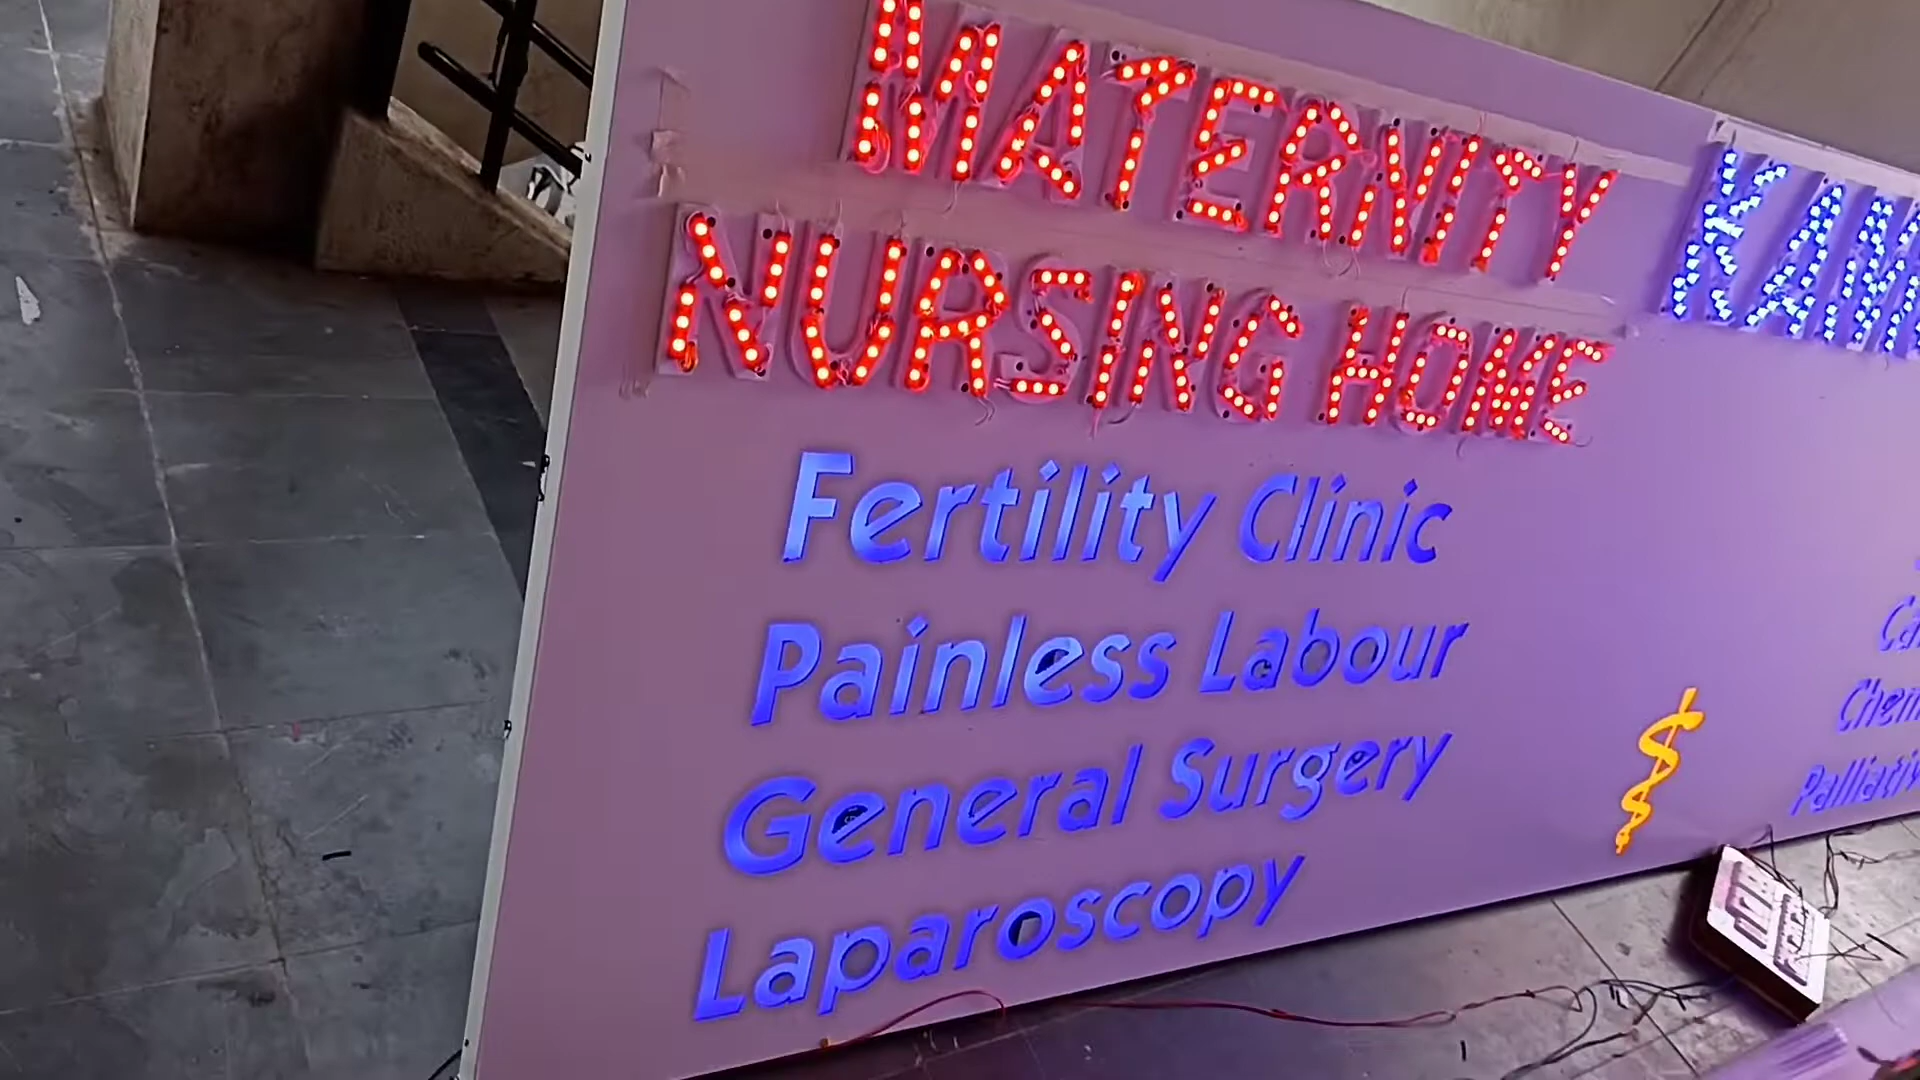 MATERNITY
NURSING HOME
Fertility Clinic
Painless Labour
General Surgery
Laparoscopy